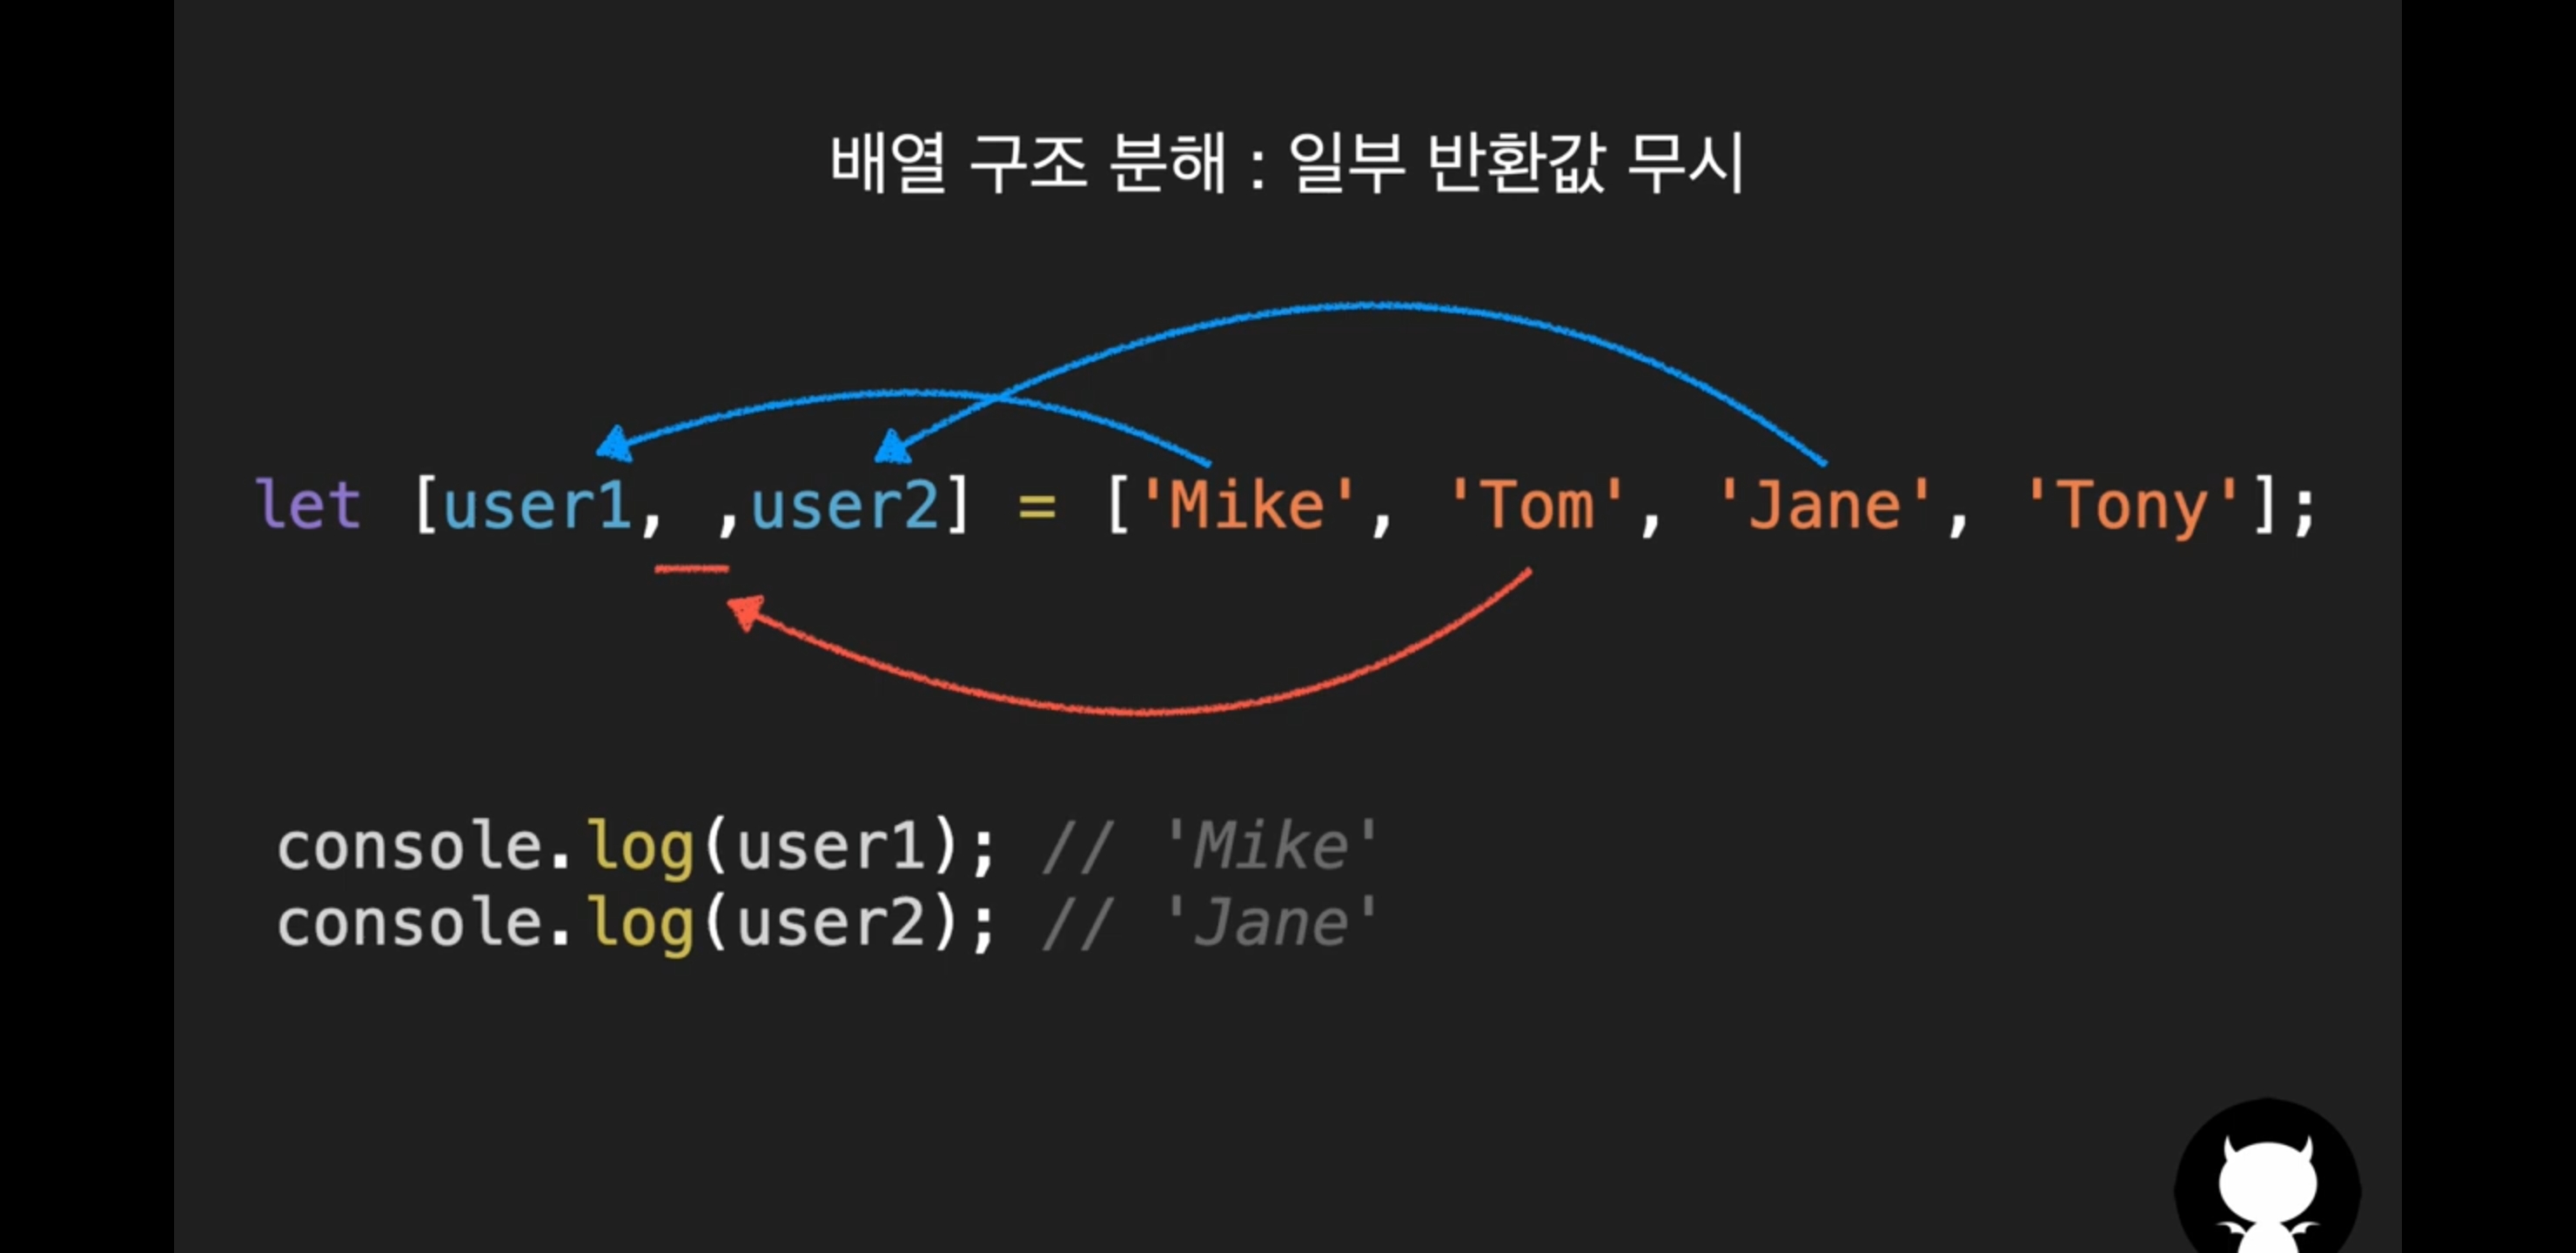 배열 구조 분해 : 일부 반환값 무시
let [user1, ,user2] = ['Mike', 'Tom', 'Jane', 'Tony'];
console.log(user1); // 'Mike'
console.log(user2); // 'Jane'